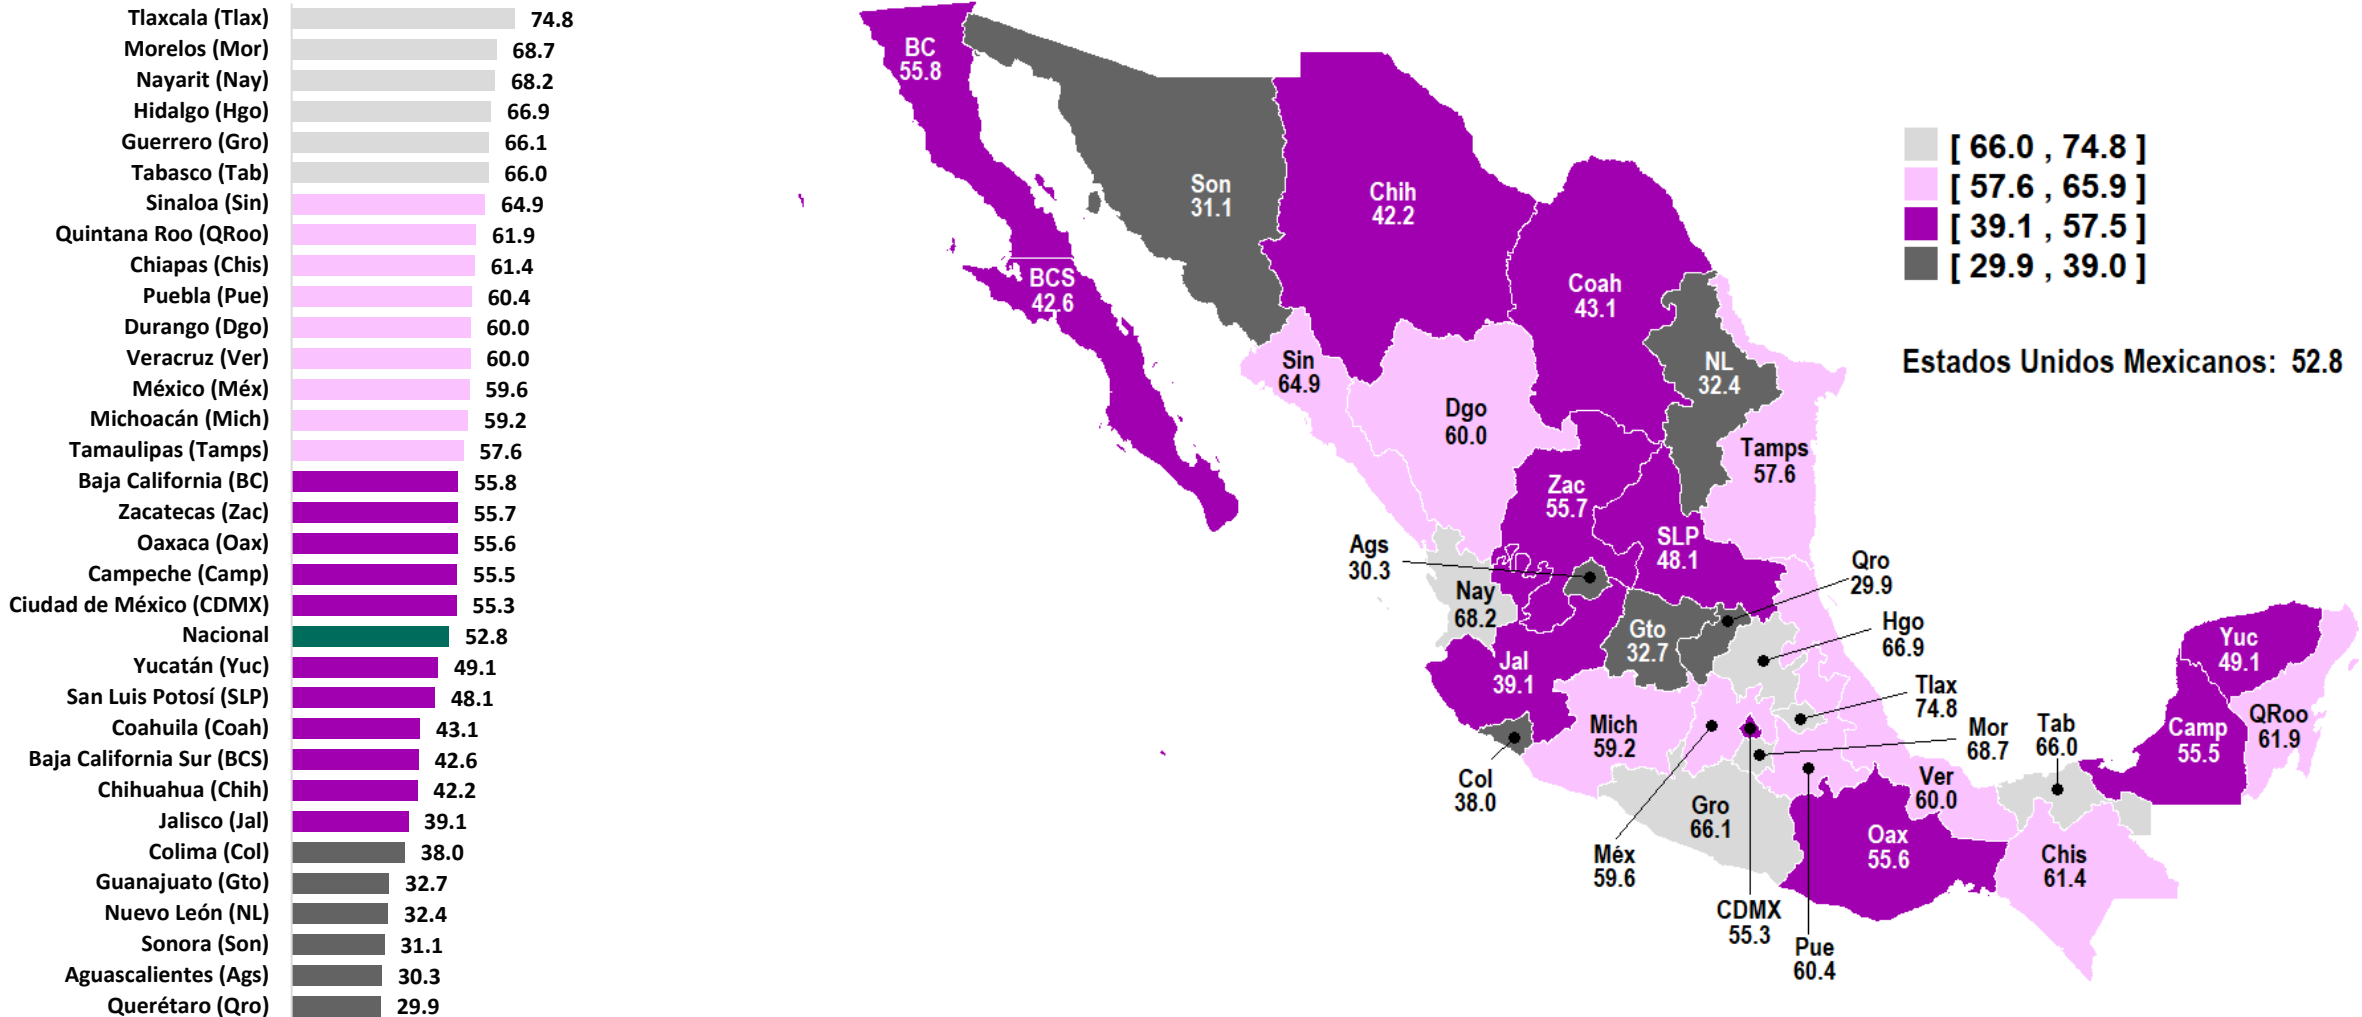 Tlaxcala (Tlax) 74.8
Morelos (Mor) 68.7
Nayarit (Nay) 68.2
Hidalgo (Hgo) 66.9
Guerrero (Gro) 66.1
Tabasco (Tab) 66.0
Sinaloa (Sin) 64.9
Quintana Roo (QRoo) 61.9
Chiapas (Chis) 61.4
Puebla (Pue) 60.4
Durango (Dgo) 60.0
Veracruz (Ver) 60.0
México (Méx) 59.6
Michoacán (Mich) 59.2
Tamaulipas (Tamps) 57.6
Baja California (BC) 55.8
Zacatecas (Zac) 55.7
Oaxaca (Oax) 55.6
Campeche (Camp) 55.5
Ciudad de México (CDMX) 55.3
Nacional 52.8
Yucatán (Yuc) 49.1
San Luis Potosí (SLP) 48.1
Coahuila (Coah) 43.1
Baja California Sur (BCS) 42.6
Chihuahua (Chih) 42.2
Jalisco (Jal) 39.1
Colima (Col) 38.0
Guanajuato (Gto) 32.7
Nuevo León (NL) 32.4
Sonora (Son) 31.1
Aguascalientes (Ags) 30.3
Querétaro (Qro) 29.9
BC
55.8
Son
31.1
Chih
42.2
BCS
42.6
Coah
43.1
Sin
64.9
NL
32.4
Dgo
60.0
Tamps
57.6
Zac
55.7
SLP
48.1
Ags
30.3
Qro
29.9
Nay
68.2
Gto
32.7
Hgo
66.9
Jal
39.1
Tlax
74.8
Mich
59.2
Mor
68.7
Tab
66.0
Yuc
49.1
QRoo
61.9
Camp
55.5
Col
38.0
Gro
66.1
Ver
60.0
Oax
55.6
Chis
61.4
Méx
59.6
CDMX
55.3
Pue
60.4
[ 66.0 , 74.8 ]
[ 57.6 , 65.9 ]
[ 39.1 , 57.5 ]
[ 29.9 , 39.0 ]
Estados Unidos Mexicanos: 52.8